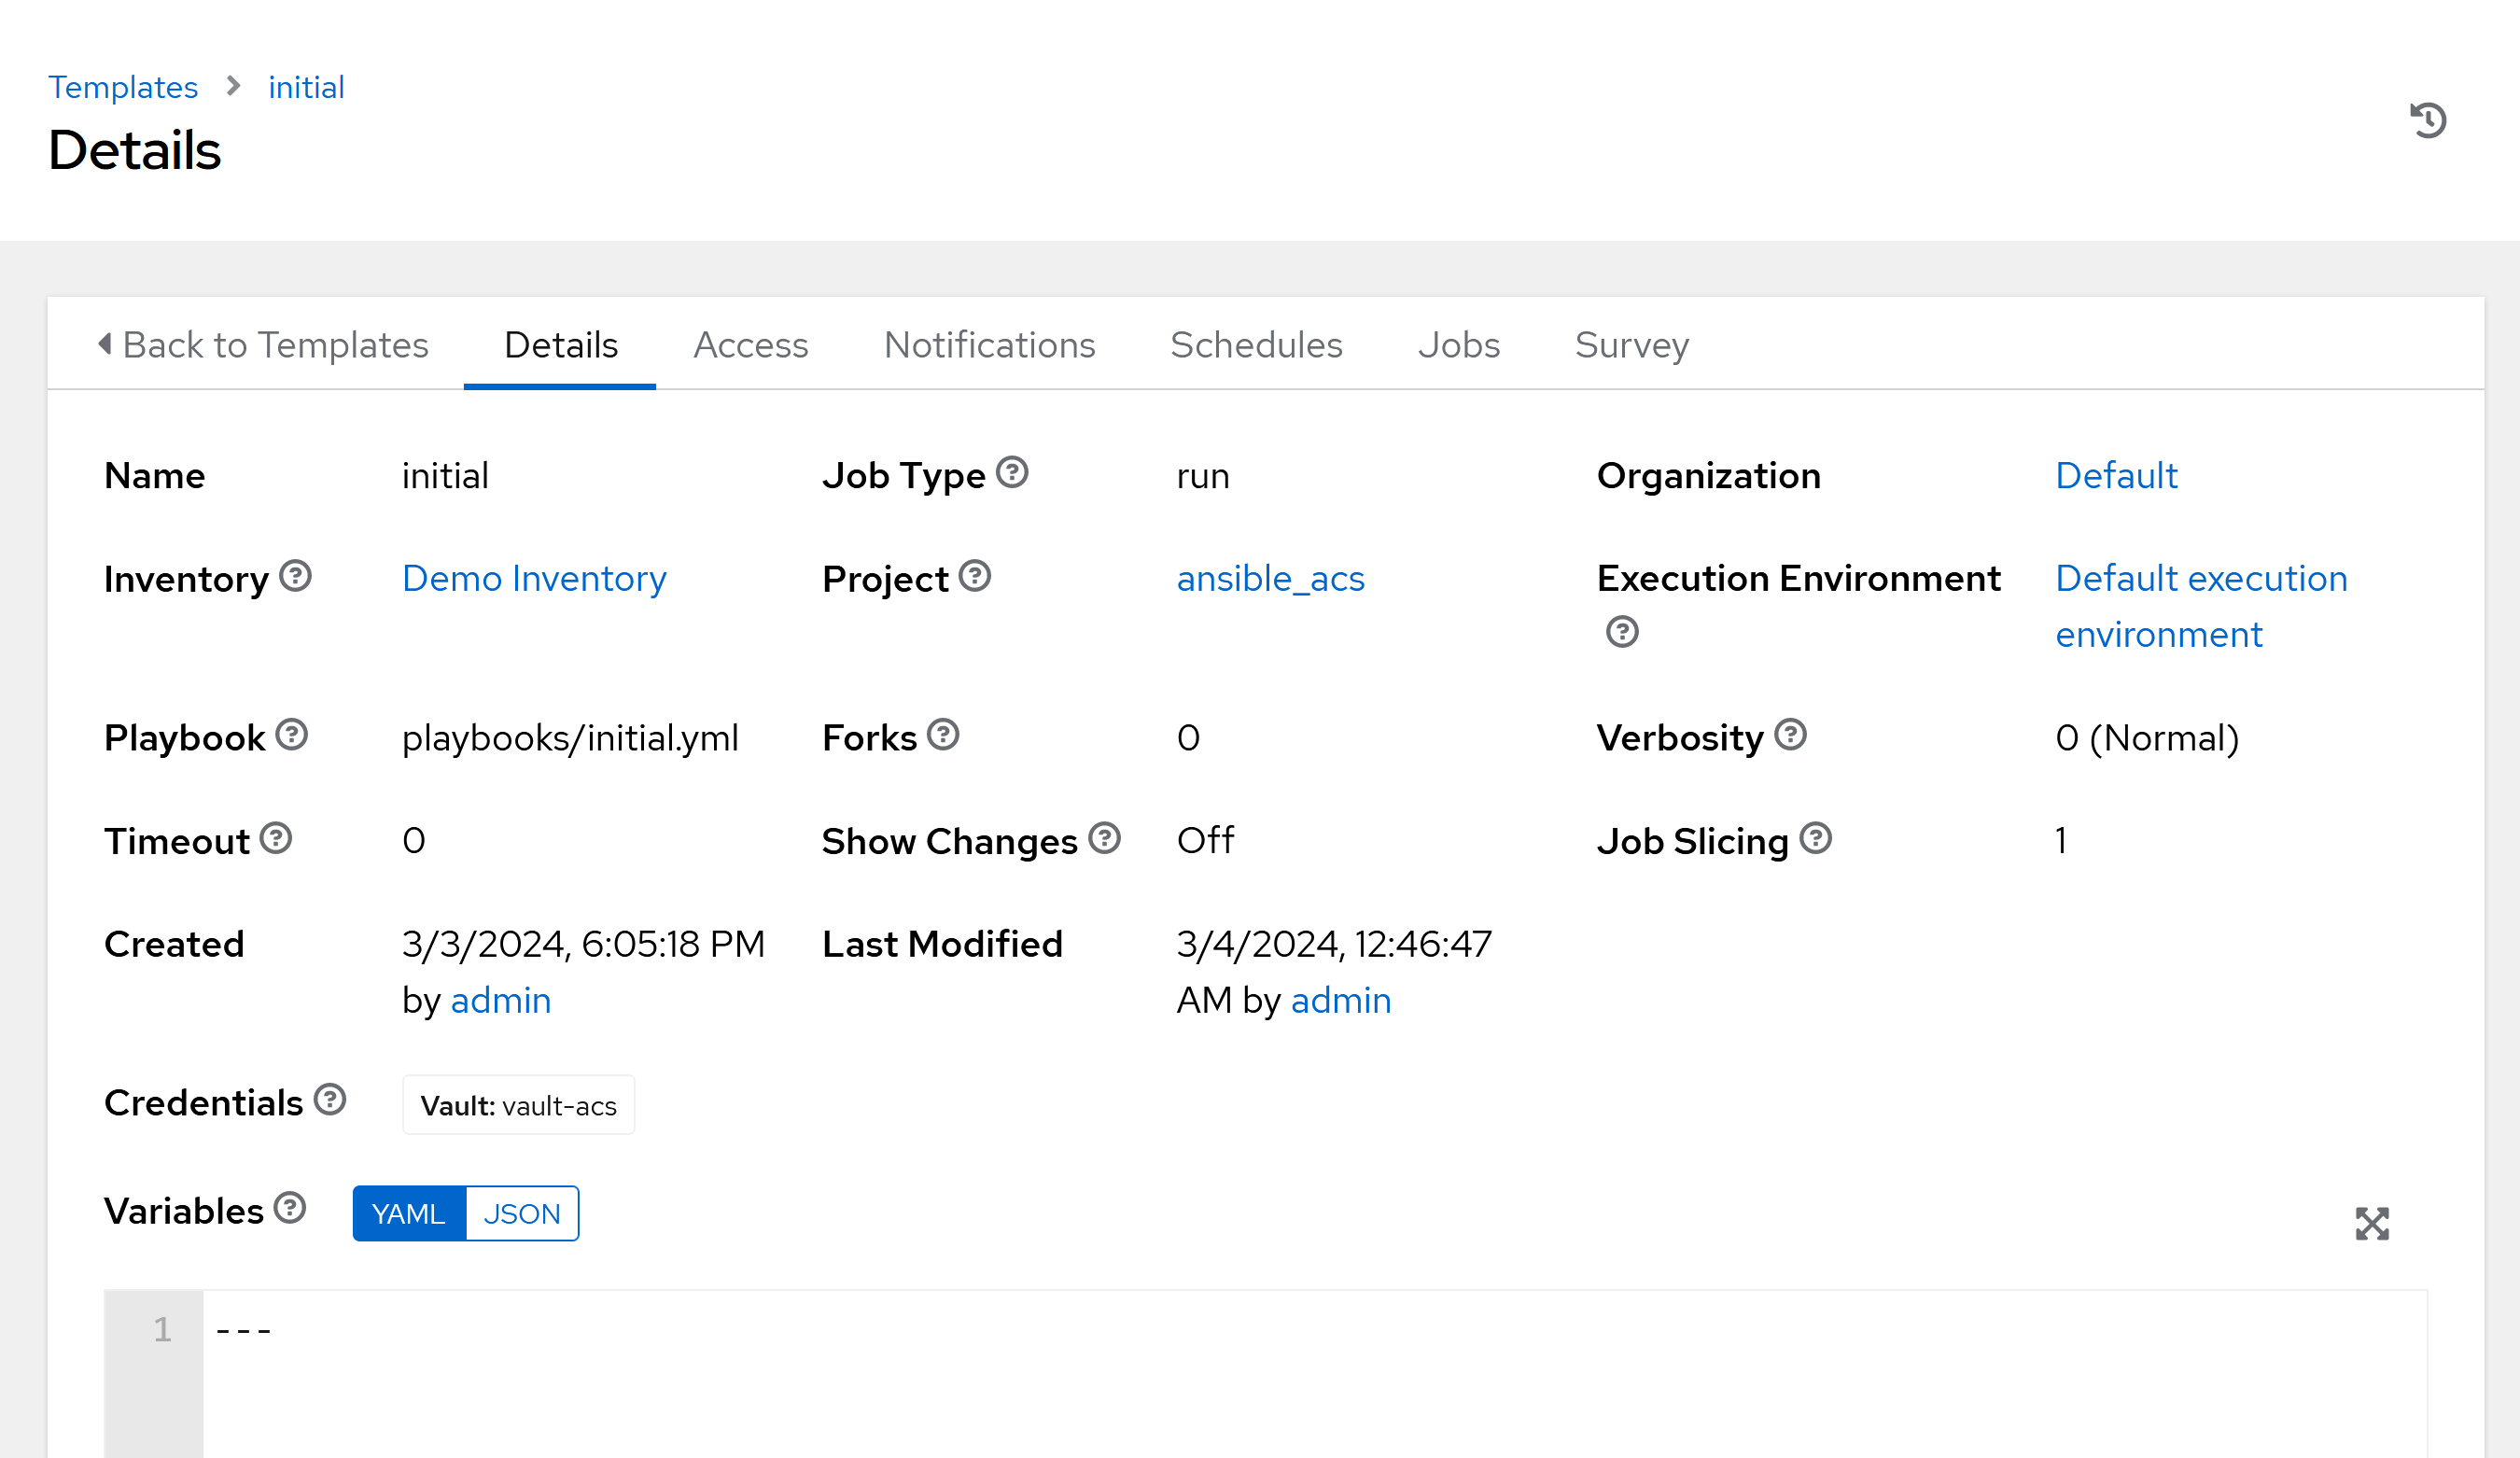 Templates initial
Details
Back to Templates Details Access Notifications Schedules Jobs Survey
Name initial Job Type run Organization Default
Inventory Demo Inventory Project ansible_acs Execution Environment Default execution
environment
Playbook playbooks/initial.yml Forks 0 Verbosity 0 (Normal)
Timeout 0 Show Changes Off Job Slicing 1
Created 3/3/2024, 6:05:18 PM Last Modified 3/4/2024, 12:46:47
by admin AM by admin
Credentials Vault: vault-acs
Variables YAML JSON
1 ---